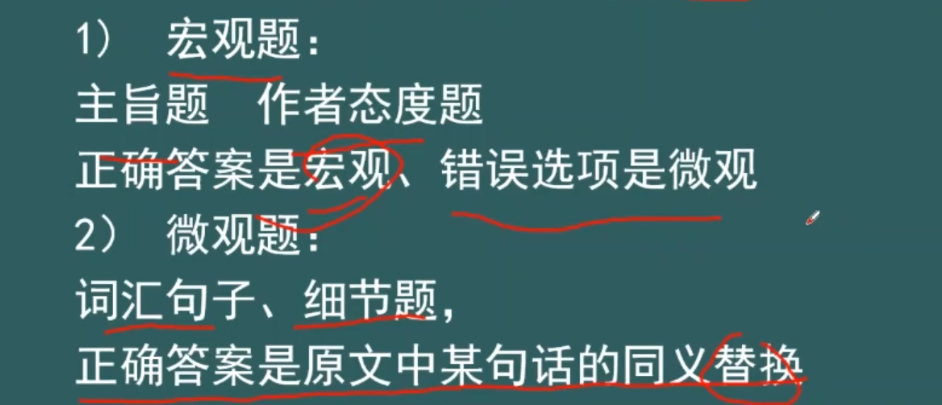 1） 宏观题：
主旨题 作者态度题
正确答案是宏观、错误选项是微观
2） 微观题：
词汇句子、细节题，
正确答案是原文中某句话的同义替换